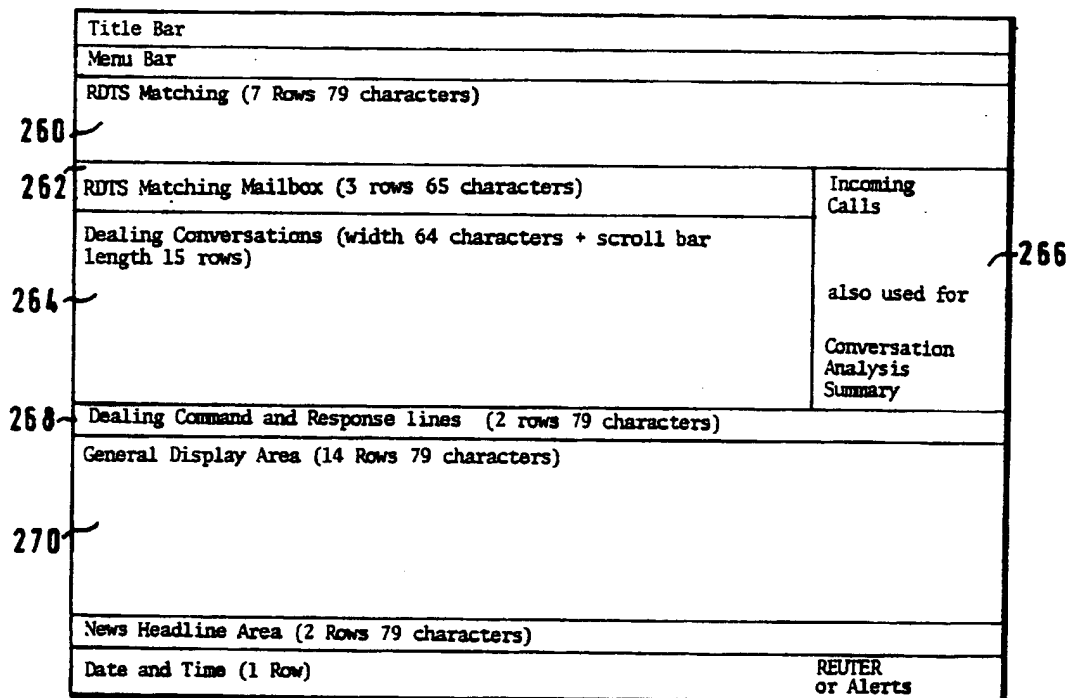 Title Bar
Menu Bar
RDTS Matching (7 Rows 79 characters)
260
262
RDTS Matching Mailbox (3 rows 65 characters)
Incoming
Calls
Dealing Conversations (width 64 characters + scroll bar
length 15 rows)
266
264
also used for
Conversation
Analysis
Summary
268
Dealing Command and Response lines (2 rows 79 characters)
General Display Area (14 Rows 79 characters)
270
News Headline Area (2 Rows 79 characters)
Date and Time (1 Row)
REUTER
or Alerts